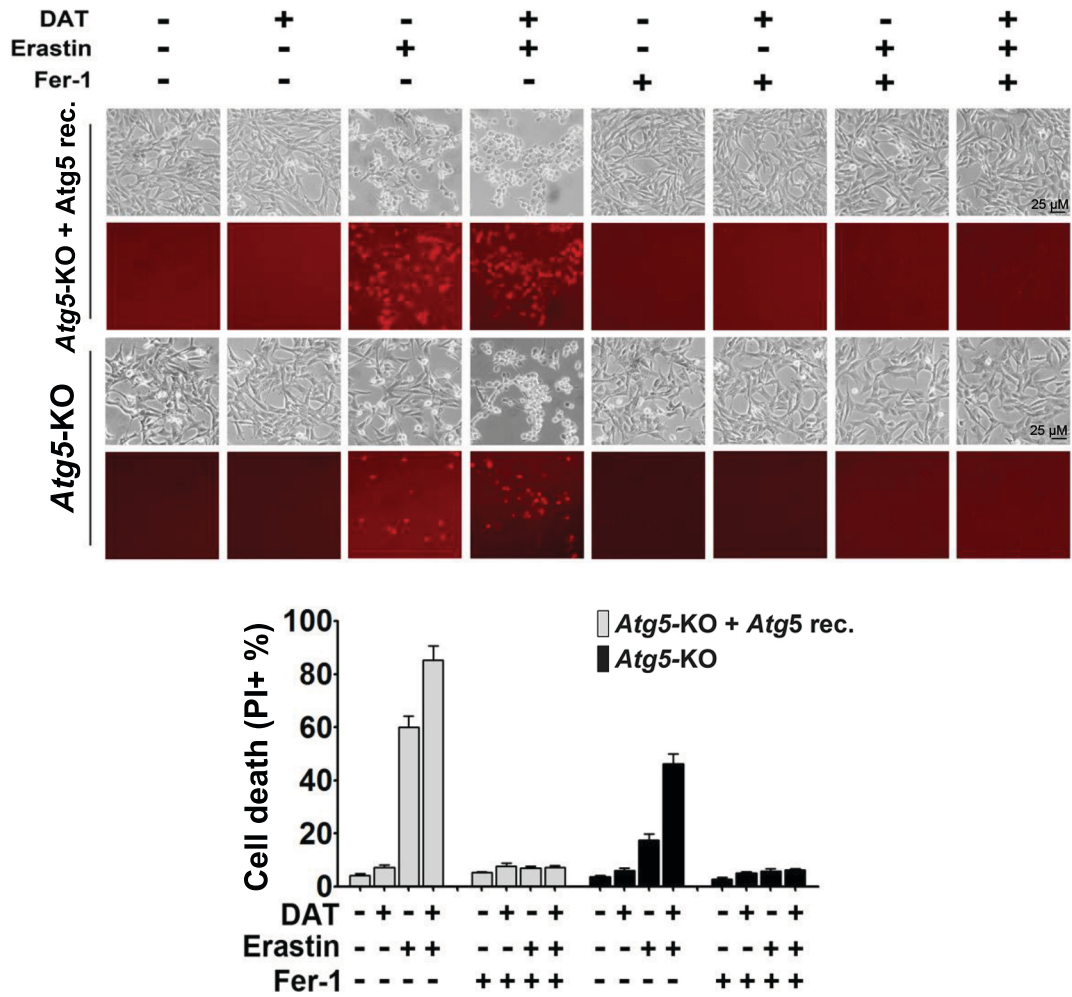 DAT - + - + - + - +
Erastin - - + + - - + +
Fer-1 - - - - + + + +
Atg5-KO + Atg5 rec.
25 µM
Atg5-KO
25 µM
Cell death (PI+ %)
100
80
60
40
20
0
Atg5-KO + Atg5 rec.
Atg5-KO
DAT - + - + - + - + - + - + - + - +
Erastin - - + + - - + + - - + + - - + +
Fer-1 - - - - + + + + - - - - + + + +